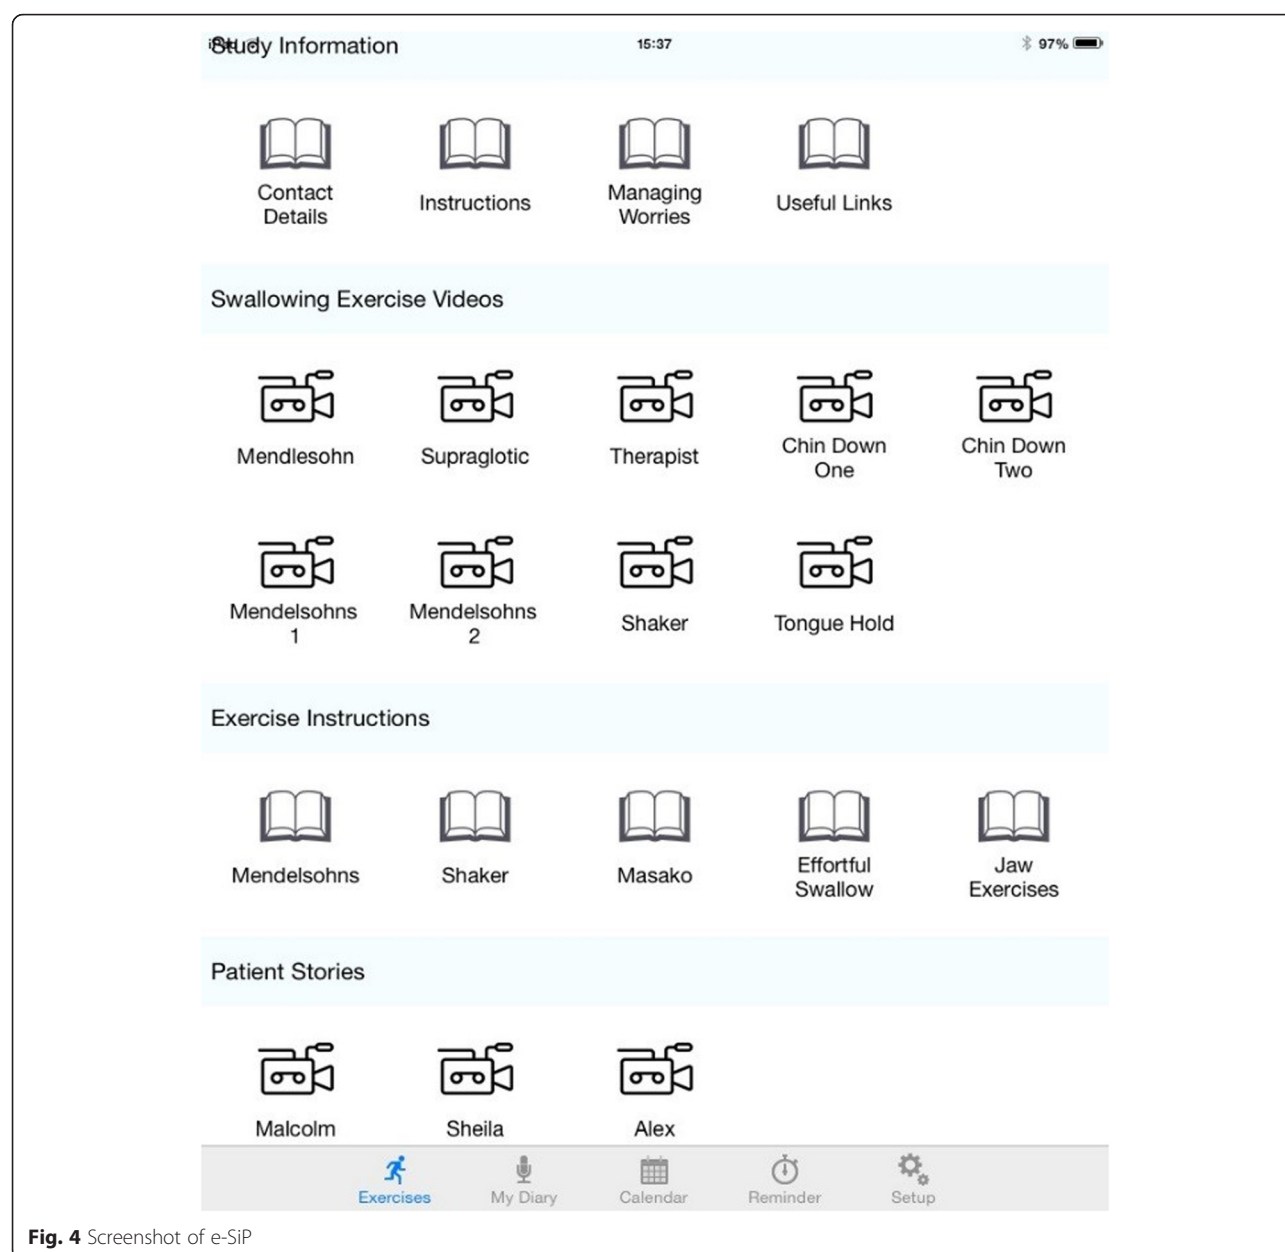 Study Information
15:37
97%
Contact Details
Instructions
Managing Worries
Useful Links
Swallowing Exercise Videos
Mendlesohn
Supraglotic
Therapist
Chin Down One
Chin Down Two
Mendelsohns 1
Mendelsohns 2
Shaker
Tongue Hold
Exercise Instructions
Mendelsohns
Shaker
Masako
Effortful Swallow
Jaw Exercises
Patient Stories
Malcolm
Sheila
Alex
Exercises
My Diary
Calendar
Reminder
Setup
Fig. 4 Screenshot of e-SiP